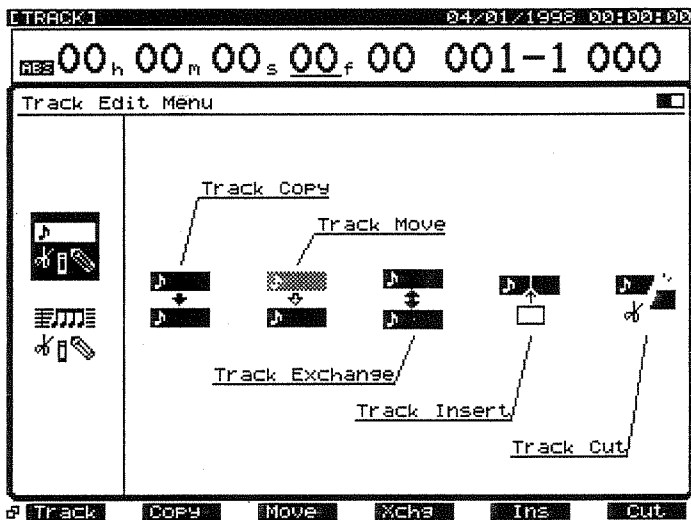 [TRACK] 04/01/1998 00:00:00
ABS 00h 00m 00s 00f 00 001-1 000
Track Edit Menu
Track Copy
Track Move
Track Exchange
Track Insert
Track Cut
Track Copy Move Xchg Ins Cut